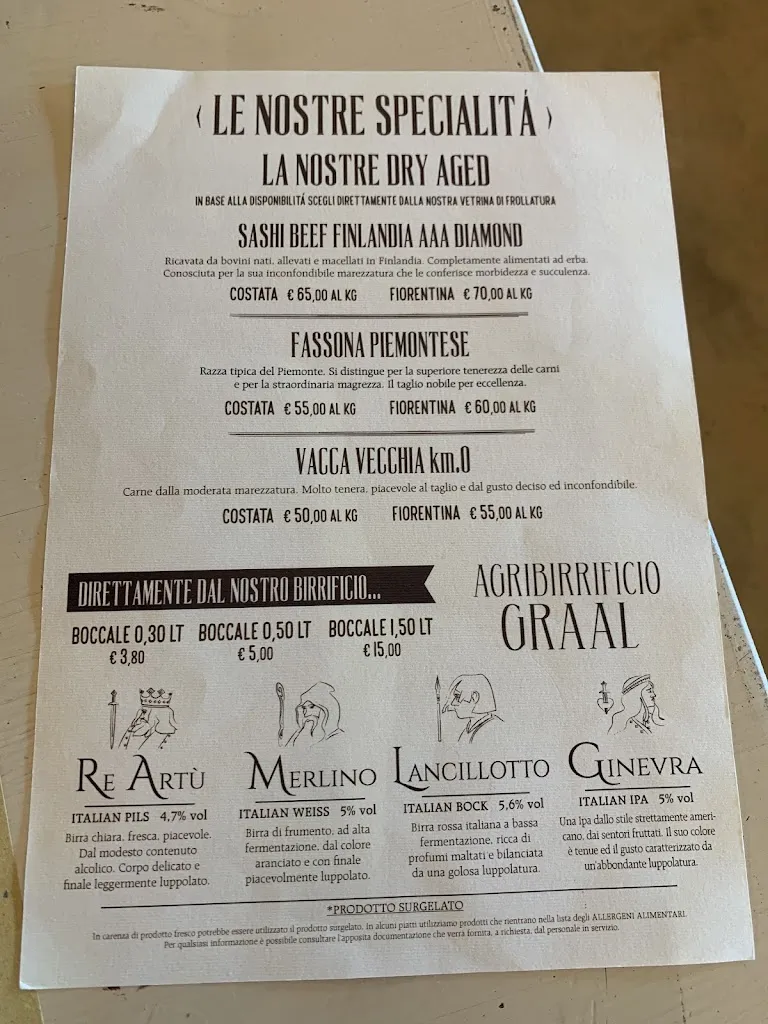 ‹ LE NOSTRE SPECIALITÁ ›
LA NOSTRE DRY AGED
IN BASE ALLA DISPONIBILITÁ SCEGLI DIRETTAMENTE DALLA NOSTRA VETRINA DI FROLLATURA
SASHI BEEF FINLANDIA AAA DIAMOND
Ricavata da bovini nati, allevati e macellati in Finlandia. Completamente alimentati ad erba.
Conosciuta per la sua inconfondibile marezzatura che le conferisce morbidezza e succulenza.
COSTATA € 65,00 AL KG FIORENTINA € 70,00 AL KG
FASSONA PIEMONTESE
Razza tipica del Piemonte. Si distingue per la superiore tenerezza delle carni
e per la straordinaria magrezza. Il taglio nobile per eccellenza.
COSTATA € 55,00 AL KG FIORENTINA € 60,00 AL KG
VACCA VECCHIA km.0
Carne dalla moderata marezzatura. Molto tenera, piacevole al taglio e dal gusto deciso ed inconfondibile.
COSTATA € 50,00 AL KG FIORENTINA € 55,00 AL KG
DIRETTAMENTE DAL NOSTRO BIRRIFICIO...
AGRIBIRRIFICIO
GRAAL
BOCCALE 0,30 LT BOCCALE 0,50 LT BOCCALE 1,50 LT
€ 3,80 € 5,00 € 15,00
RE ARTÙ
ITALIAN PILS 4,7% vol
Birra chiara, fresca, piacevole.
Dal modesto contenuto
alcolico. Corpo delicato e
finale leggermente luppolato.
MERLINO
ITALIAN WEISS 5% vol
Birra di frumento, ad alta
fermentazione, dal colore
aranciato e con finale
piacevolmente luppolato.
LANCILLOTTO
ITALIAN BOCK 5,6% vol
Birra rossa italiana a bassa
fermentazione, ricca di
profumi maltati e bilanciata
da una golosa luppolatura.
GINEVRA
ITALIAN IPA 5% vol
Una Ipa dallo stile strettamente ameri-
cano, dai sentori fruttati. Il suo colore
è tenue ed il gusto caratterizzato da
un'abbondante luppolatura.
*PRODOTTO SURGELATO
In carenza di prodotto fresco potrebbe essere utilizzato il prodotto surgelato. In alcuni piatti utilizziamo prodotti che rientrano nella lista degli ALLERGENI ALIMENTARI.
Per qualsiasi informazione è possibile consultare l'apposita documentazione che verrà fornita, a richiesta, dal personale in servizio.